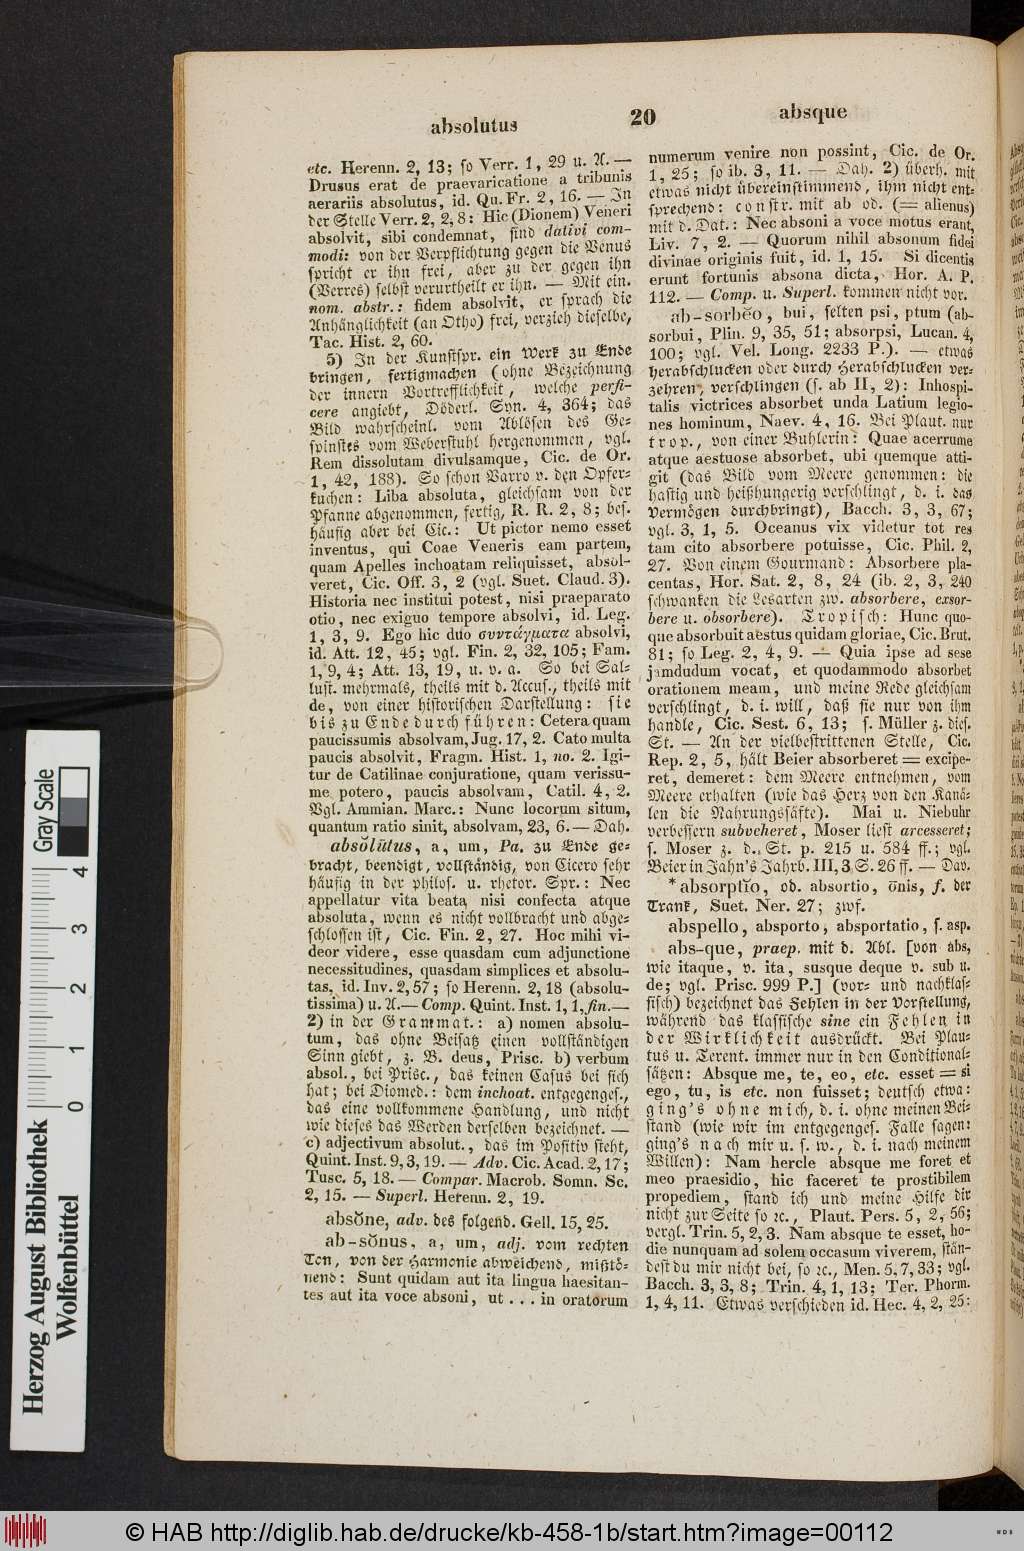 absolutus
20
absque
etc. Herenn. 2, 13; ſo Verr. 1, 29 u. A. —
Drusus erat de praevaricatione a tribunis
aerariis absolutus, id. Qu. Fr. 2, 16. — In
der Stelle Verr. 2, 2, 8: Hic (Dionem) Veneri
absolvit, sibi condemnat, ſind dativi com-
modi: von der Verpflichtung gegen die Venus
ſpricht er ihn frei, aber zu der gegen ihn
(Verres) ſelbſt verurtheilt er ihn. — Mit ein.
nom. abstr.: fidem absolvit, er ſprach die
Anhänglichkeit (an Otho) frei, verzieh dieſelbe,
Tac. Hist. 2, 60.
5) In der Kunſtſpr. ein Werk zu Ende
bringen, fertigmachen (ohne Bezeichnung
der innern Vortrefflichkeit, welche perfi-
cere angiebt, Döderl. Syn. 4, 364; das
Bild wahrſcheinl. vom Ablöſen des Ge-
ſpinſtes vom Weberſtuhl hergenommen, vgl.
Rem dissolutam divulsamque, Cic. de Or.
1, 42, 188). So ſchon Varro v. den Opfer-
kuchen: Liba absoluta, gleichſam von der
Pfanne abgenommen, fertig, R. R. 2, 8; beſ.
häufig aber bei Cic.: Ut pictor nemo esset
inventus, qui Coae Veneris eam partem,
quam Apelles inchoatam reliquisset, absol-
veret, Cic. Off. 3, 2 (vgl. Suet. Claud. 3).
Historia nec institui potest, nisi praeparato
otio, nec exiguo tempore absolvi, id. Leg.
1, 3, 9. Ego hic duo συντάγματα absolvi,
id. Att. 12, 45; vgl. Fin. 2, 32, 105; Fam.
1, 9, 4; Att. 13, 19, u. v. a. So bei Sal-
luſt. mehrmals, theils mit d. Accuſ., theils mit
de, von einer hiſtoriſchen Darſtellung: ſie
bis zu Ende durchführen: Cetera quam
paucissumis absolvam, Jug. 17, 2. Cato multa
paucis absolvit, Fragm. Hist. 1, no. 2. Igi-
tur de Catilinae conjuratione, quam verissu-
me potero, paucis absolvam, Catil. 4, 2.
Vgl. Ammian. Marc.: Nunc locorum situm,
quantum ratio sinit, absolvam, 23, 6. — Dah.
absŏlūtus, a, um, Pa. zu Ende ge-
bracht, beendigt, vollſtändig, von Cicero ſehr
häufig in der philoſ. u. rhetor. Spr.: Nec
appellatur vita beata nisi confecta atque
absoluta, wenn es nicht vollbracht und abge-
ſchloſſen iſt, Cic. Fin. 2, 27. Hoc mihi vi-
deor videre, esse quasdam cum adjunctione
necessitudines, quasdam simplices et absolu-
tas, id. Inv. 2, 57; ſo Herenn. 2, 18 (absolu-
tissima) u. A. — Comp. Quint. Inst. 1, 1, fin. —
2) in der Grammat.: a) nomen absolu-
tum, das ohne Beiſatz einen vollſtändigen
Sinn giebt, z. B. deus, Prisc. b) verbum
absol., bei Priſc., das keinen Caſus bei ſich
hat; bei Diomed.: dem inchoat. entgegengeſ.,
das eine vollkommene Handlung, und nicht
wie dieſes das Werden derſelben bezeichnet. —
c) adjectivum absolut., das im Poſitiv ſteht,
Quint. Inst. 9, 3, 19. — Adv. Cic. Acad. 2, 17;
Tusc. 5, 18. — Compar. Macrob. Somn. Sc.
2, 15. — Superl. Herenn. 2, 19.
absŏne, adv. des folgend. Gell. 15, 25.
ab-sŏnus, a, um, adj. vom rechten
Ton, von der Harmonie abweichend, mißtö-
nend: Sunt quidam aut ita lingua haesitan-
tes aut ita voce absoni, ut . . . in oratorum
numerum venire non possint, Cic. de Or.
1, 25; ſo ib. 3, 11. — Dah. 2) überh. mit
etwas nicht übereinſtimmend, ihm nicht ent-
ſprechend: conſtr. mit ab od. (= alienus)
mit d. Dat.: Nec absoni a voce motus erant,
Liv. 7, 2. — Quorum nihil absonum fidei
divinae originis fuit, id. 1, 15. Si dicentis
erunt fortunis absona dicta, Hor. A. P.
112. — Comp. u. Superl. kommen nicht vor.
ab-sorbĕo, bui, ſelten psi, ptum (ab-
sorbui, Plin. 9, 35, 51; absorpsi, Lucan. 4,
100; vgl. Vel. Long. 2233 P.). — etwas
herabſchlucken oder durch Herabſchlucken ver-
zehren, verſchlingen (ſ. ab II, 2): Inhospi-
talis victrices absorbet unda Latium legio-
nes hominum, Naev. 4, 16. Bei Plaut. nur
trop., von einer Buhlerin: Quae acerrume
atque aestuose absorbet, ubi quemque atti-
git (das Bild vom Meere genommen: die
haſtig und heißhungerig verſchlingt, d. i. das
Vermögen durchbringt), Bacch. 3, 3, 67;
vgl. 3, 1, 5. Oceanus vix videtur tot res
tam cito absorbere potuisse, Cic. Phil. 2,
27. Von einem Gourmand: Absorbere pla-
centas, Hor. Sat. 2, 8, 24 (ib. 2, 3, 240
ſchwanken die Lesarten zw. absorbere, exsor-
bere u. obsorbere). Tropiſch: Hunc quo-
que absorbuit aestus quidam gloriae, Cic. Brut.
81; ſo Leg. 2, 4, 9. — Quia ipse ad sese
jamdudum vocat, et quodammodo absorbet
orationem meam, und meine Rede gleichſam
verſchlingt, d. i. will, daß ſie nur von ihm
handle, Cic. Sest. 6, 13; ſ. Müller z. dieſ.
St. — An der vielbeſtrittenen Stelle, Cic.
Rep. 2, 5, hält Beier absorberet = excipe-
ret, demeret: dem Meere entnehmen, vom
Meere erhalten (wie das Herz von den Kanä-
len die Nahrungsſäfte). Mai u. Niebuhr
verbeſſern subveheret, Moser lieſt arcesseret;
ſ. Moser z. d. St. p. 215 u. 584 ff.; vgl.
Beier in Jahn's Jahrb. III, 3 S. 26 ff. — Dav.
*absorptĭo, od. absortio, ōnis, f. der
Trank, Suet. Ner. 27; zwf.
abspello, absporto, absportatio, ſ. asp.
abs-que, praep. mit d. Abl. [von abs,
wie itaque, v. ita, susque deque v. sub u.
de; vgl. Prisc. 999 P.] (vor- und nachklaſ-
ſiſch) bezeichnet das Fehlen in der Vorſtellung,
während das klaſſiſche sine ein Fehlen in
der Wirklichkeit ausdrückt. Bei Plau-
tus u. Terent. immer nur in den Conditional-
ſätzen: Absque me, te, eo, etc. esset = si
ego, tu, is etc. non fuisset; deutſch etwa:
ging's ohne mich, d. i. ohne meinen Bei-
ſtand (wie wir im entgegengeſ. Falle ſagen:
ging's nach mir u. ſ. w., d. i. nach meinem
Willen): Nam hercle absque me foret et
meo praesidio, hic faceret te prostibilem
propediem, ſtand ich und meine Hilfe dir
nicht zur Seite ſo ꝛc., Plaut. Pers. 5, 2, 56;
vergl. Trin. 5, 2, 3. Nam absque te esset, ho-
die nunquam ad solem occasum viverem, ſtän-
deſt du mir nicht bei, ſo ꝛc., Men. 5, 7, 33; vgl.
Bacch. 3, 3, 8; Trin. 4, 1, 13; Ter. Phorm.
1, 4, 11. Etwas verſchieden id. Hec. 4, 2, 25:
Gray Scale
0 1 2 3 4
Herzog August Bibliothek
Wolfenbüttel
© HAB http://diglib.hab.de/drucke/kb-458-1b/start.htm?image=00112